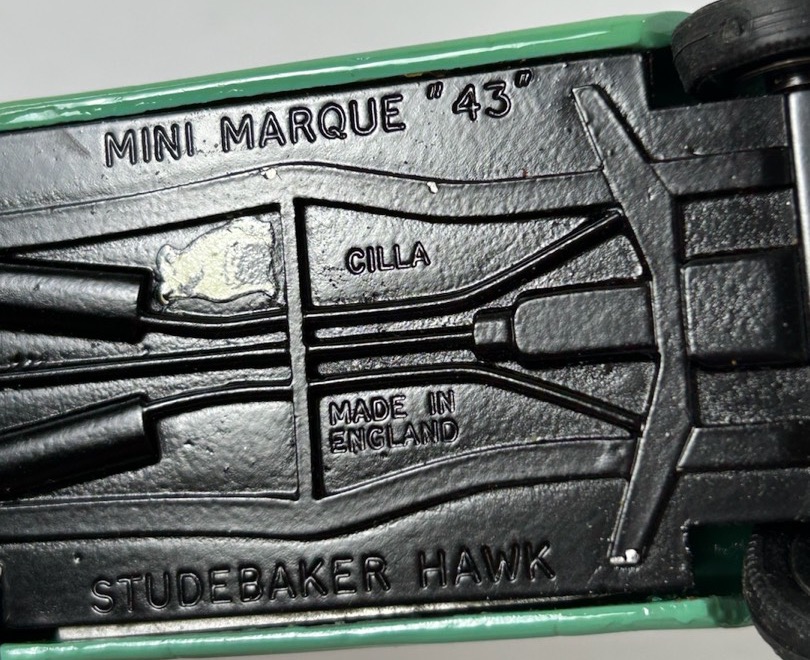 MINI MARQUE "43"
CILLA
MADE IN
ENGLAND
STUDEBAKER HAWK